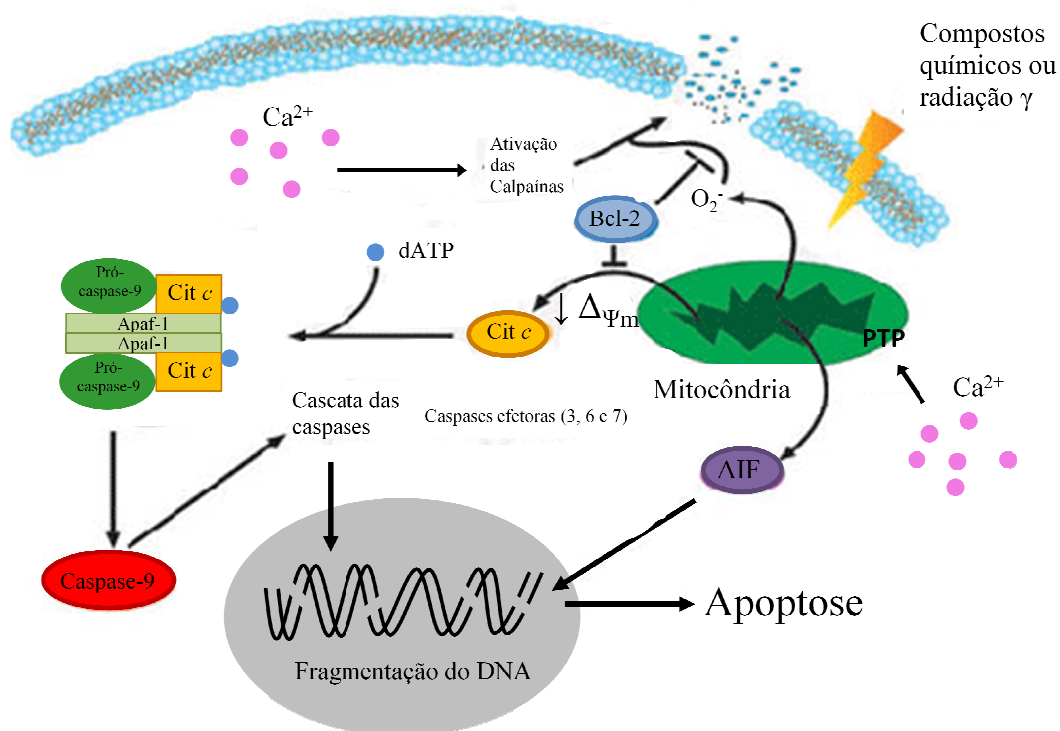 Compostos
químicos ou
radiação γ
Ca²⁺
Ativação
das
Calpaínas
O₂⁻
Bcl-2
dATP
Pró-
caspase-9
Cit c
Apaf-1
Apaf-1
Pró-
caspase-9
Cit c
Cit c
↓ ΔΨm
PTP
Mitocôndria
Ca²⁺
Cascata das
caspases
Caspases efetoras (3, 6 e 7)
AIF
Caspase-9
Apoptose
Fragmentação do DNA